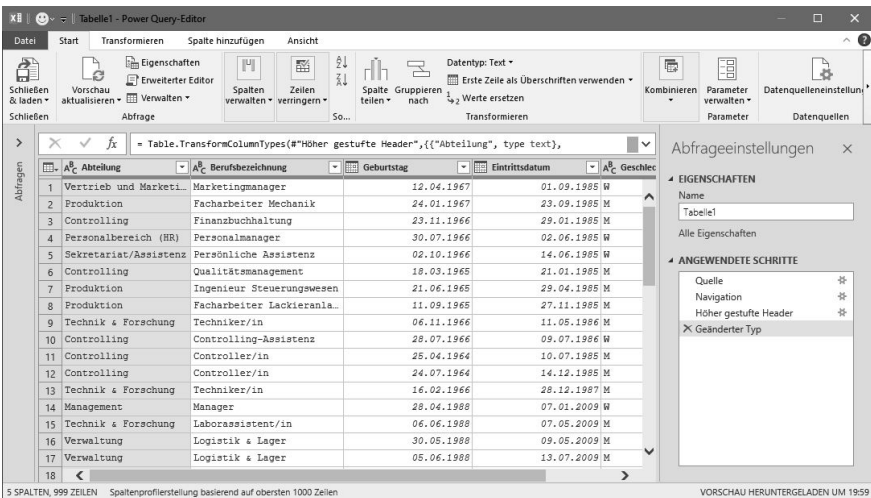 Tabelle1 - Power Query-Editor
Datei Start Transformieren Spalte hinzufügen Ansicht
Schließen & laden
Schließen
Vorschau aktualisieren
Eigenschaften
Erweiterter Editor
Verwalten
Abfrage
Spalten verwalten
Zeilen verringern
So...
Spalte teilen
Gruppieren nach
Datentyp: Text
Erste Zeile als Überschriften verwenden
Werte ersetzen
Transformieren
Kombinieren
Parameter verwalten
Parameter
Datenquelleneinstellun
Datenquellen
= Table.TransformColumnTypes(#"Höher gestufte Header",{{"Abteilung", type text},
Abfragen
Abteilung Berufsbezeichnung Geburtstag Eintrittsdatum Geschlec
1 Vertrieb und Marketi… Marketingmanager 12.04.1967 01.09.1985 W
2 Produktion Facharbeiter Mechanik 24.01.1967 23.09.1985 M
3 Controlling Finanzbuchhaltung 23.11.1966 29.01.1985 M
4 Personalbereich (HR) Personalmanager 30.07.1966 02.06.1985 W
5 Sekretariat/Assistenz Persönliche Assistenz 02.10.1966 14.06.1985 W
6 Controlling Qualitätsmanagement 18.03.1965 21.01.1985 M
7 Produktion Ingenieur Steuerungswesen 21.06.1965 29.04.1985 M
8 Produktion Facharbeiter Lackieranla… 11.09.1965 27.11.1985 M
9 Technik & Forschung Techniker/in 06.11.1966 11.05.1986 M
10 Controlling Controlling-Assistenz 28.07.1966 09.07.1986 W
11 Controlling Controller/in 25.04.1964 10.07.1985 M
12 Controlling Controller/in 24.07.1964 14.12.1985 M
13 Technik & Forschung Techniker/in 16.02.1966 28.12.1987 M
14 Management Manager 28.04.1988 07.01.2009 W
15 Technik & Forschung Laborassistent/in 06.06.1988 07.05.2009 M
16 Verwaltung Logistik & Lager 30.05.1988 09.05.2009 M
17 Verwaltung Logistik & Lager 05.06.1988 13.07.2009 M
18
Abfrageeinstellungen
EIGENSCHAFTEN
Name
Tabelle1
Alle Eigenschaften
ANGEWENDETE SCHRITTE
Quelle
Navigation
Höher gestufte Header
Geänderter Typ
5 SPALTEN, 999 ZEILEN Spaltenprofilerstellung basierend auf obersten 1000 Zeilen
VORSCHAU HERUNTERGELADEN UM 19:59